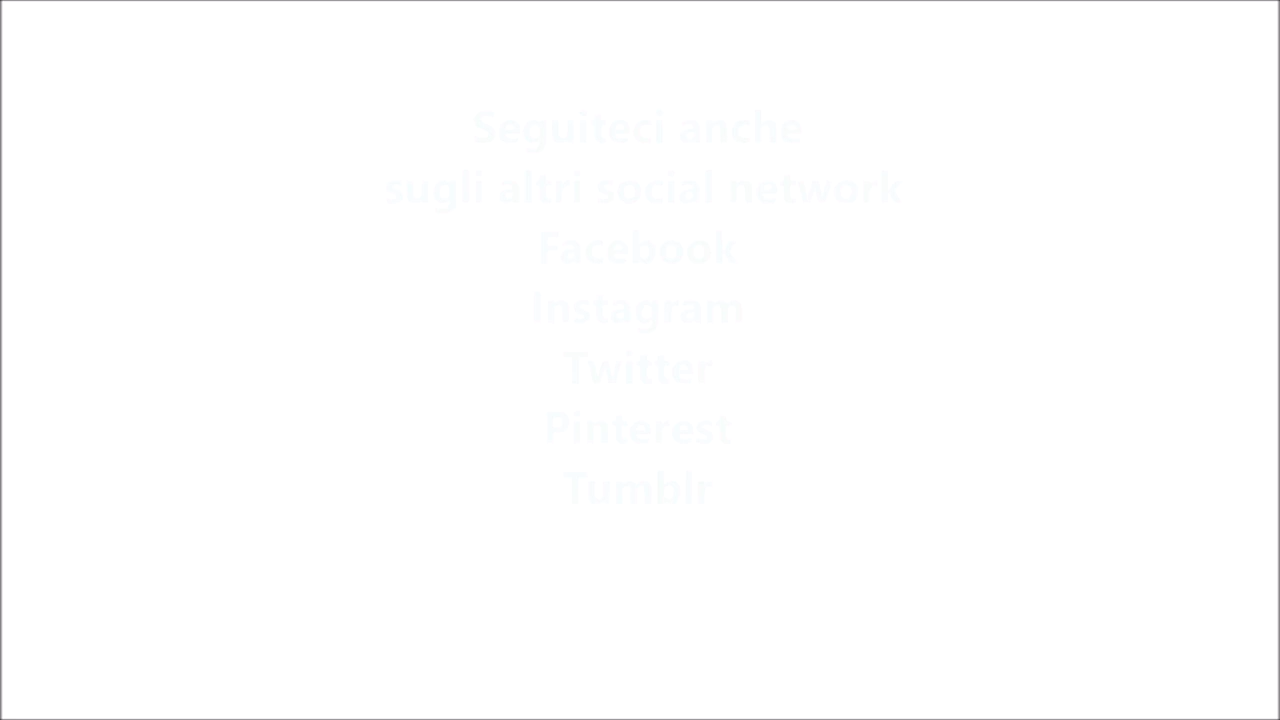 Seguiteci anche
sugli altri social network
Facebook
Instagram
Twitter
Pinterest
Tumblr